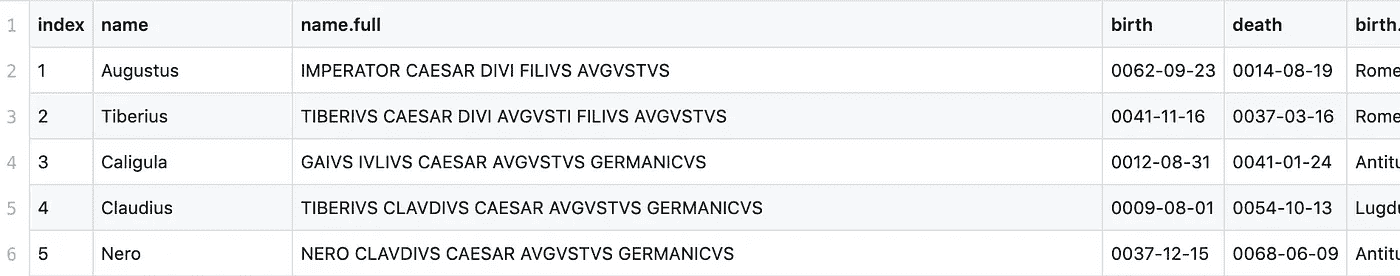 1 index name name.full birth death birth.
2 1 Augustus IMPERATOR CAESAR DIVI FILIVS AVGVSTVS 0062-09-23 0014-08-19 Rome
3 2 Tiberius TIBERIVS CAESAR DIVI AVGVSTI FILIVS AVGVSTVS 0041-11-16 0037-03-16 Rome
4 3 Caligula GAIVS IVLIVS CAESAR AVGVSTVS GERMANICVS 0012-08-31 0041-01-24 Antitu
5 4 Claudius TIBERIVS CLAVDIVS CAESAR AVGVSTVS GERMANICVS 0009-08-01 0054-10-13 Lugdu
6 5 Nero NERO CLAVDIVS CAESAR AVGVSTVS GERMANICVS 0037-12-15 0068-06-09 Antitu